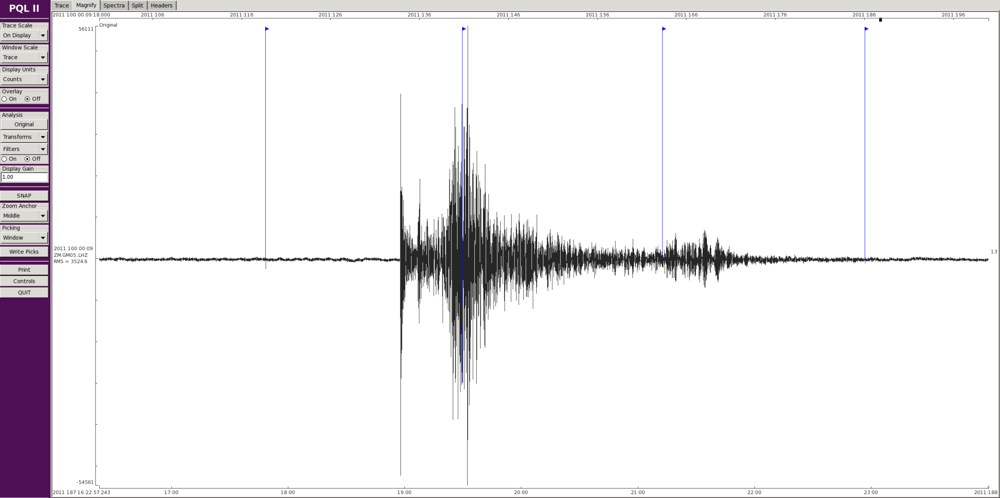 PQL II
Trace Magnify Spectra Split Headers
2011 100 00:09:18.000 2011:106 2011:116 2011:126 2011:136 2011:146 2011:156 2011:166 2011:176 2011:186 2011:196
Original
56111
Trace Scale
On Display
Window Scale
Trace
Display Units
Counts
Overlay
On Off
Analysis
Original
Transforms
Filters
On Off
Display Gain
1.00
SNAP
Zoom Anchor
Middle
Picking
Window
Write Picks
Print
Controls
QUIT
2011 100 00:09
ZM.GM05..LHZ
RMS = 3524.6
13
-54561
2011 187 16:22:57.243 17:00 18:00 19:00 20:00 21:00 22:00 23:00 2011:188